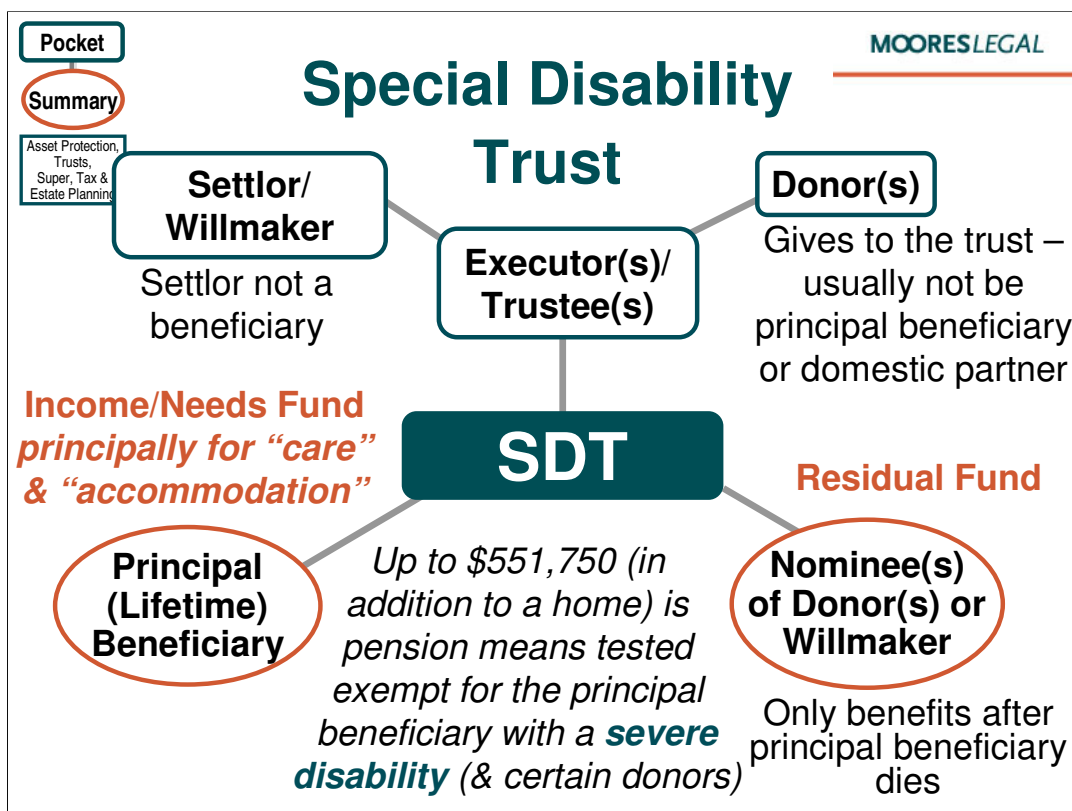 Pocket
Summary
Asset Protection,
Trusts,
Super, Tax &
Estate Planning
MOORESLEGAL
Special Disability
Trust
Settlor/
Willmaker
Settlor not a
beneficiary
Executor(s)/
Trustee(s)
Donor(s)
Gives to the trust –
usually not be
principal beneficiary
or domestic partner
Income/Needs Fund
principally for “care”
& “accommodation”
SDT
Residual Fund
Principal
(Lifetime)
Beneficiary
Up to $551,750 (in
addition to a home) is
pension means tested
exempt for the principal
beneficiary with a severe
disability (& certain donors)
Nominee(s)
of Donor(s) or
Willmaker
Only benefits after
principal beneficiary
dies